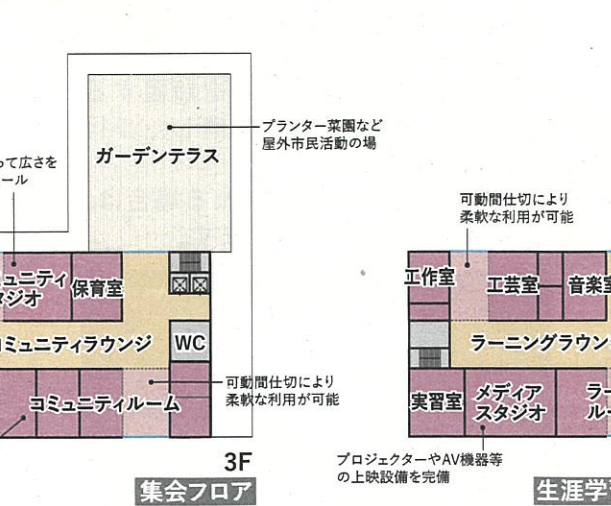 プランター菜園など
屋外市民活動の場
ガーデンテラス
って広さを
ール
ュニティ
タジオ
保育室
ミュニティラウンジ
WC
コミュニティルーム
可動間仕切により
柔軟な利用が可能
3F
集会フロア
可動間仕切により
柔軟な利用が可能
工作室
工芸室
音楽室
ラーニングラウン
実習室
メディア
スタジオ
ラー
ルー
プロジェクターやAV機器等
の上映設備を完備
生涯学